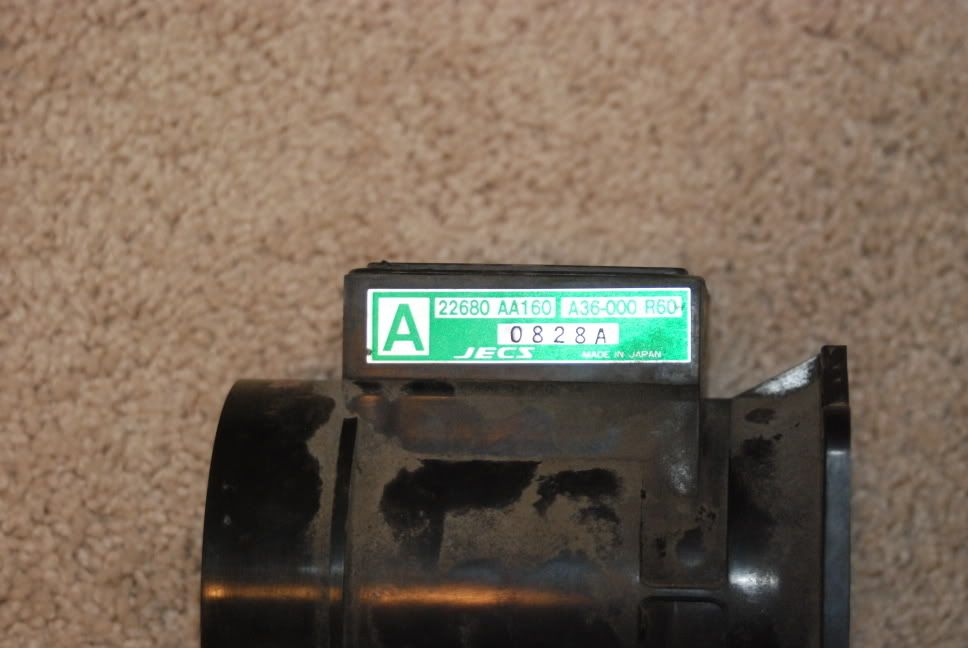 A
22680 AA160 A36-000 R60
0828A
JECS MADE IN JAPAN